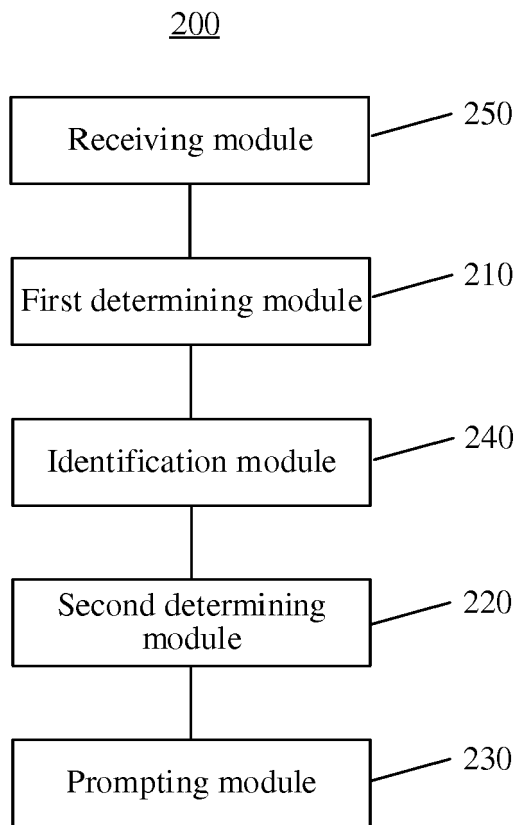 200
Receiving module
250
First determining module
210
Identification module
240
Second determining
module
220
Prompting module
230